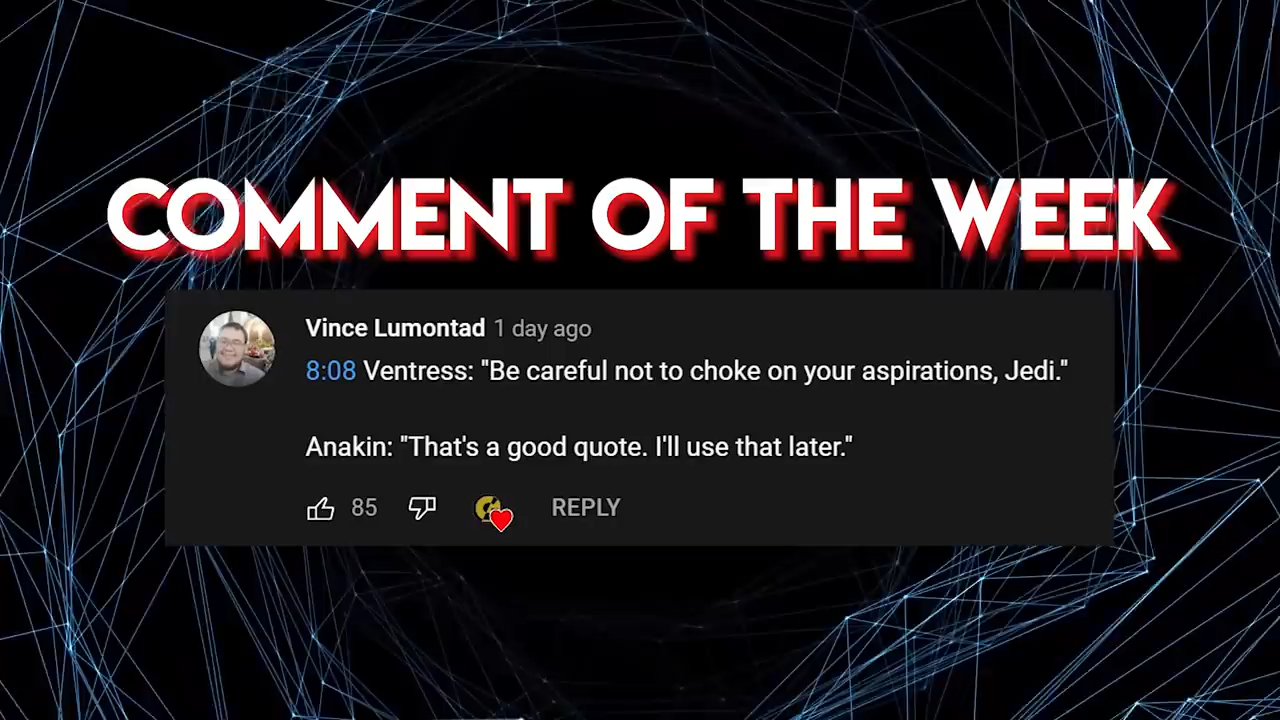 COMMENT OF THE WEEK
Vince Lumontad 1 day ago
8:08 Ventress: "Be careful not to choke on your aspirations, Jedi."
Anakin: "That's a good quote. I'll use that later."
85 REPLY